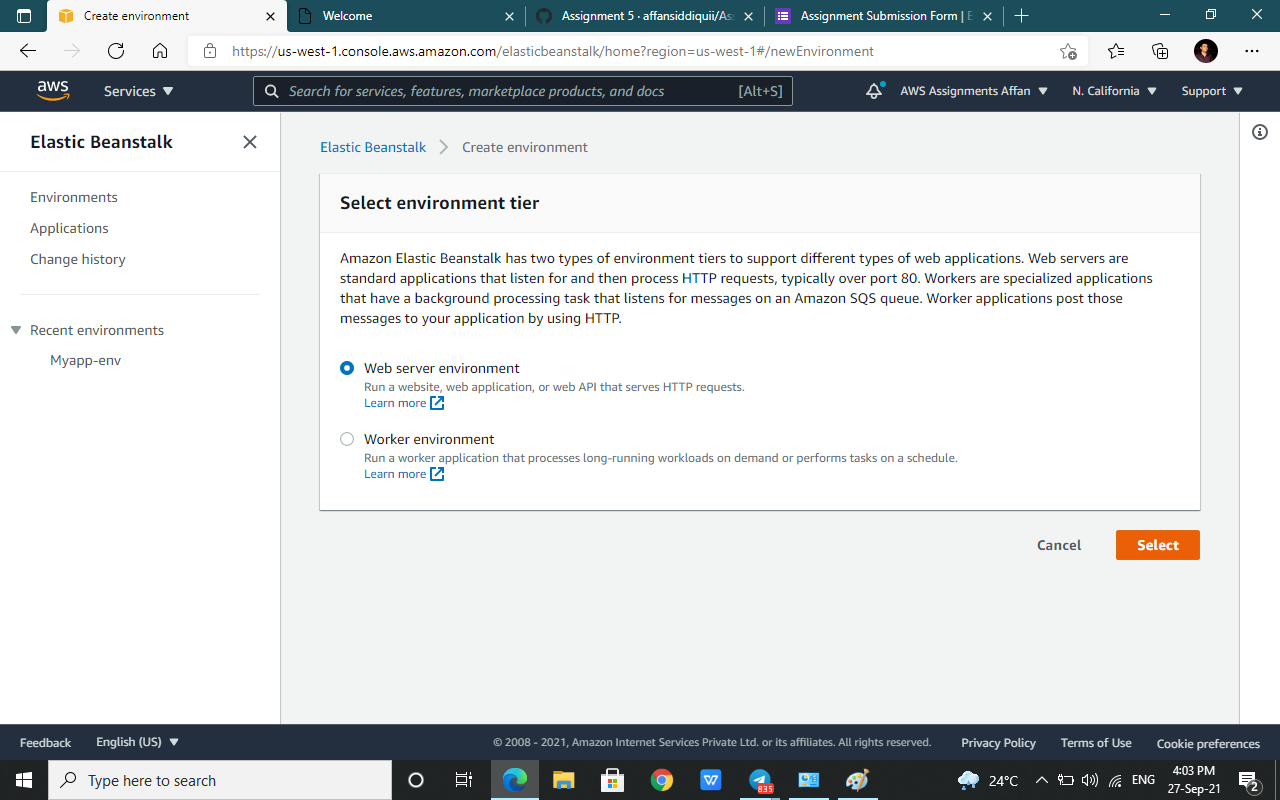 Create environment
Welcome
Assignment 5 · affansiddiquii/As
Assignment Submission Form | E
https://us-west-1.console.aws.amazon.com/elasticbeanstalk/home?region=us-west-1#/newEnvironment
aws
Services
Search for services, features, marketplace products, and docs
[Alt+S]
AWS Assignments Affan
N. California
Support
Elastic Beanstalk
Environments
Applications
Change history
Recent environments
Myapp-env
Elastic Beanstalk
Create environment
Select environment tier
Amazon Elastic Beanstalk has two types of environment tiers to support different types of web applications. Web servers are
standard applications that listen for and then process HTTP requests, typically over port 80. Workers are specialized applications
that have a background processing task that listens for messages on an Amazon SQS queue. Worker applications post those
messages to your application by using HTTP.
Web server environment
Run a website, web application, or web API that serves HTTP requests.
Learn more
Worker environment
Run a worker application that processes long-running workloads on demand or performs tasks on a schedule.
Learn more
Cancel
Select
Feedback
English (US)
© 2008 - 2021, Amazon Internet Services Private Ltd. or its affiliates. All rights reserved.
Privacy Policy
Terms of Use
Cookie preferences
Type here to search
835
24°C
ENG
4:03 PM
27-Sep-21
2